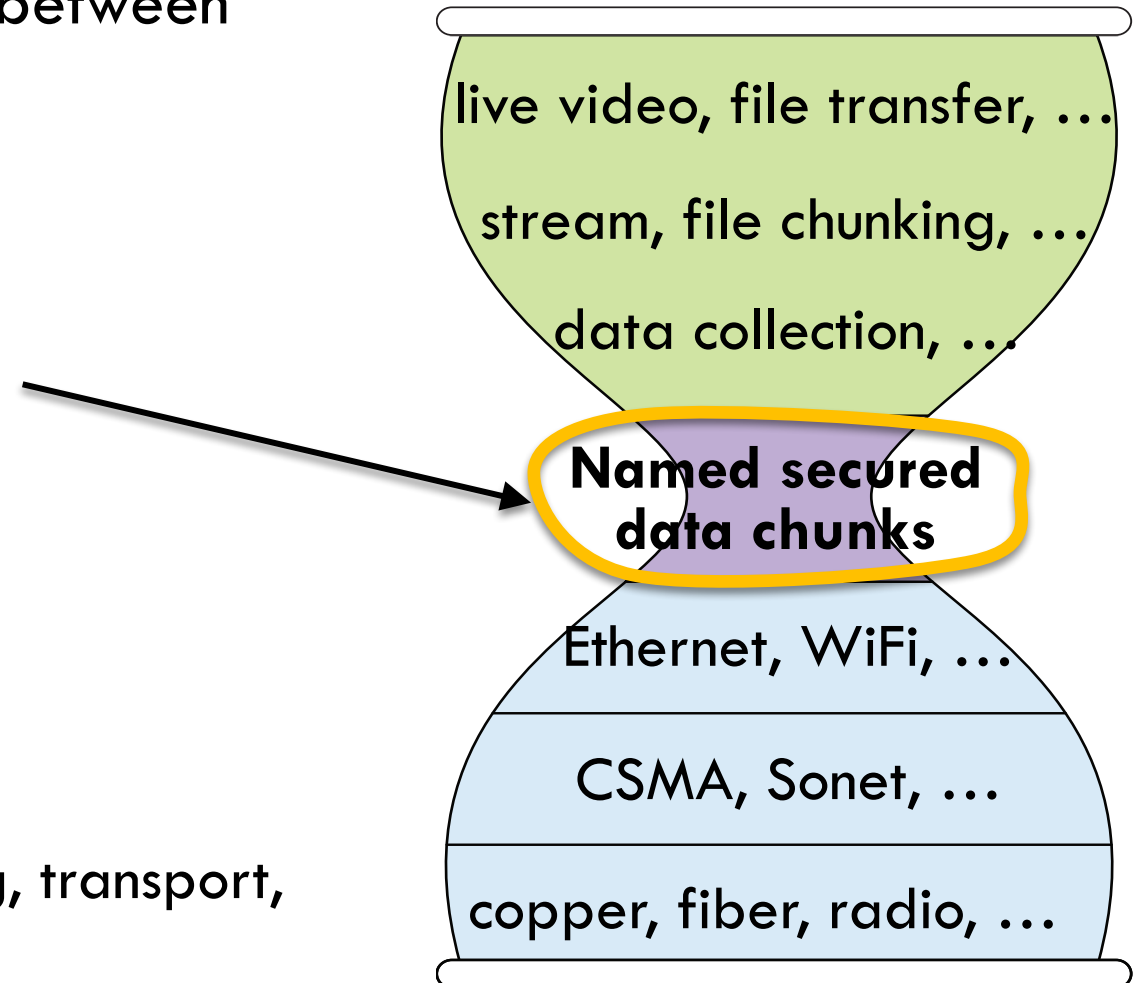 between
live video, file transfer, …
stream, file chunking, …
data collection, …
Named secured
data chunks
Ethernet, WiFi, …
CSMA, Sonet, …
, transport,
copper, fiber, radio, …